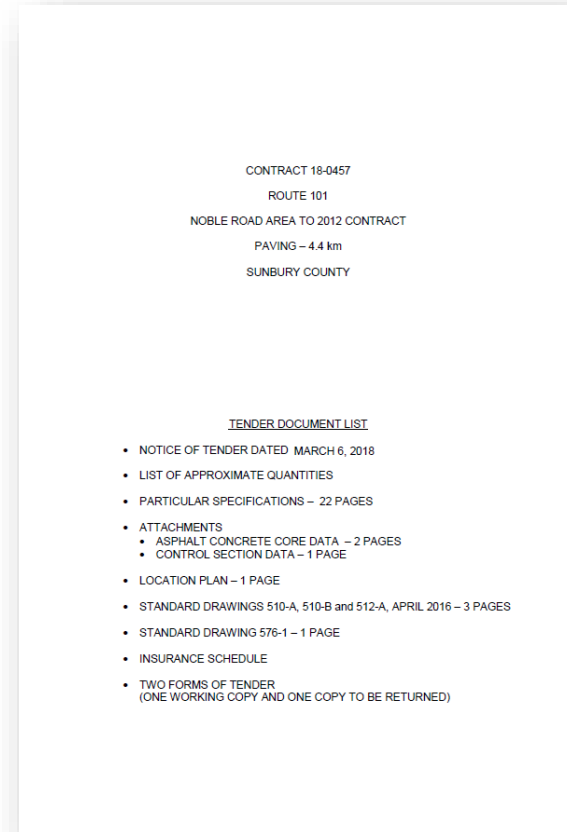 CONTRACT 18-0457
ROUTE 101
NOBLE ROAD AREA TO 2012 CONTRACT
PAVING – 4.4 km
SUNBURY COUNTY
TENDER DOCUMENT LIST
• NOTICE OF TENDER DATED MARCH 6, 2018
• LIST OF APPROXIMATE QUANTITIES
• PARTICULAR SPECIFICATIONS – 22 PAGES
• ATTACHMENTS
• ASPHALT CONCRETE CORE DATA – 2 PAGES
• CONTROL SECTION DATA – 1 PAGE
• LOCATION PLAN – 1 PAGE
• STANDARD DRAWINGS 510-A, 510-B and 512-A, APRIL 2016 – 3 PAGES
• STANDARD DRAWING 576-1 – 1 PAGE
• INSURANCE SCHEDULE
• TWO FORMS OF TENDER
(ONE WORKING COPY AND ONE COPY TO BE RETURNED)